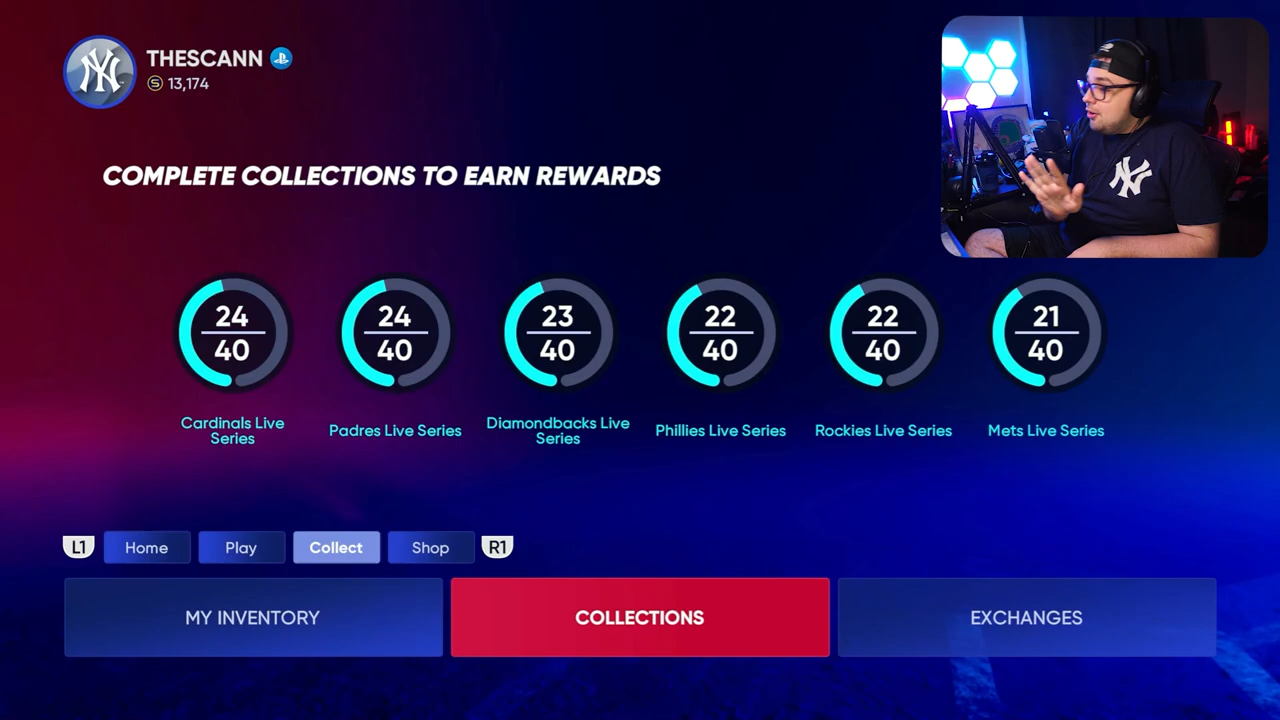 THESCANN
13,174
COMPLETE COLLECTIONS TO EARN REWARDS
24
40
24
40
23
40
22
40
22
40
21
40
Cardinals Live
Series
Padres Live Series
Diamondbacks Live
Series
Phillies Live Series
Rockies Live Series
Mets Live Series
L1 Home Play Collect Shop R1
MY INVENTORY COLLECTIONS EXCHANGES